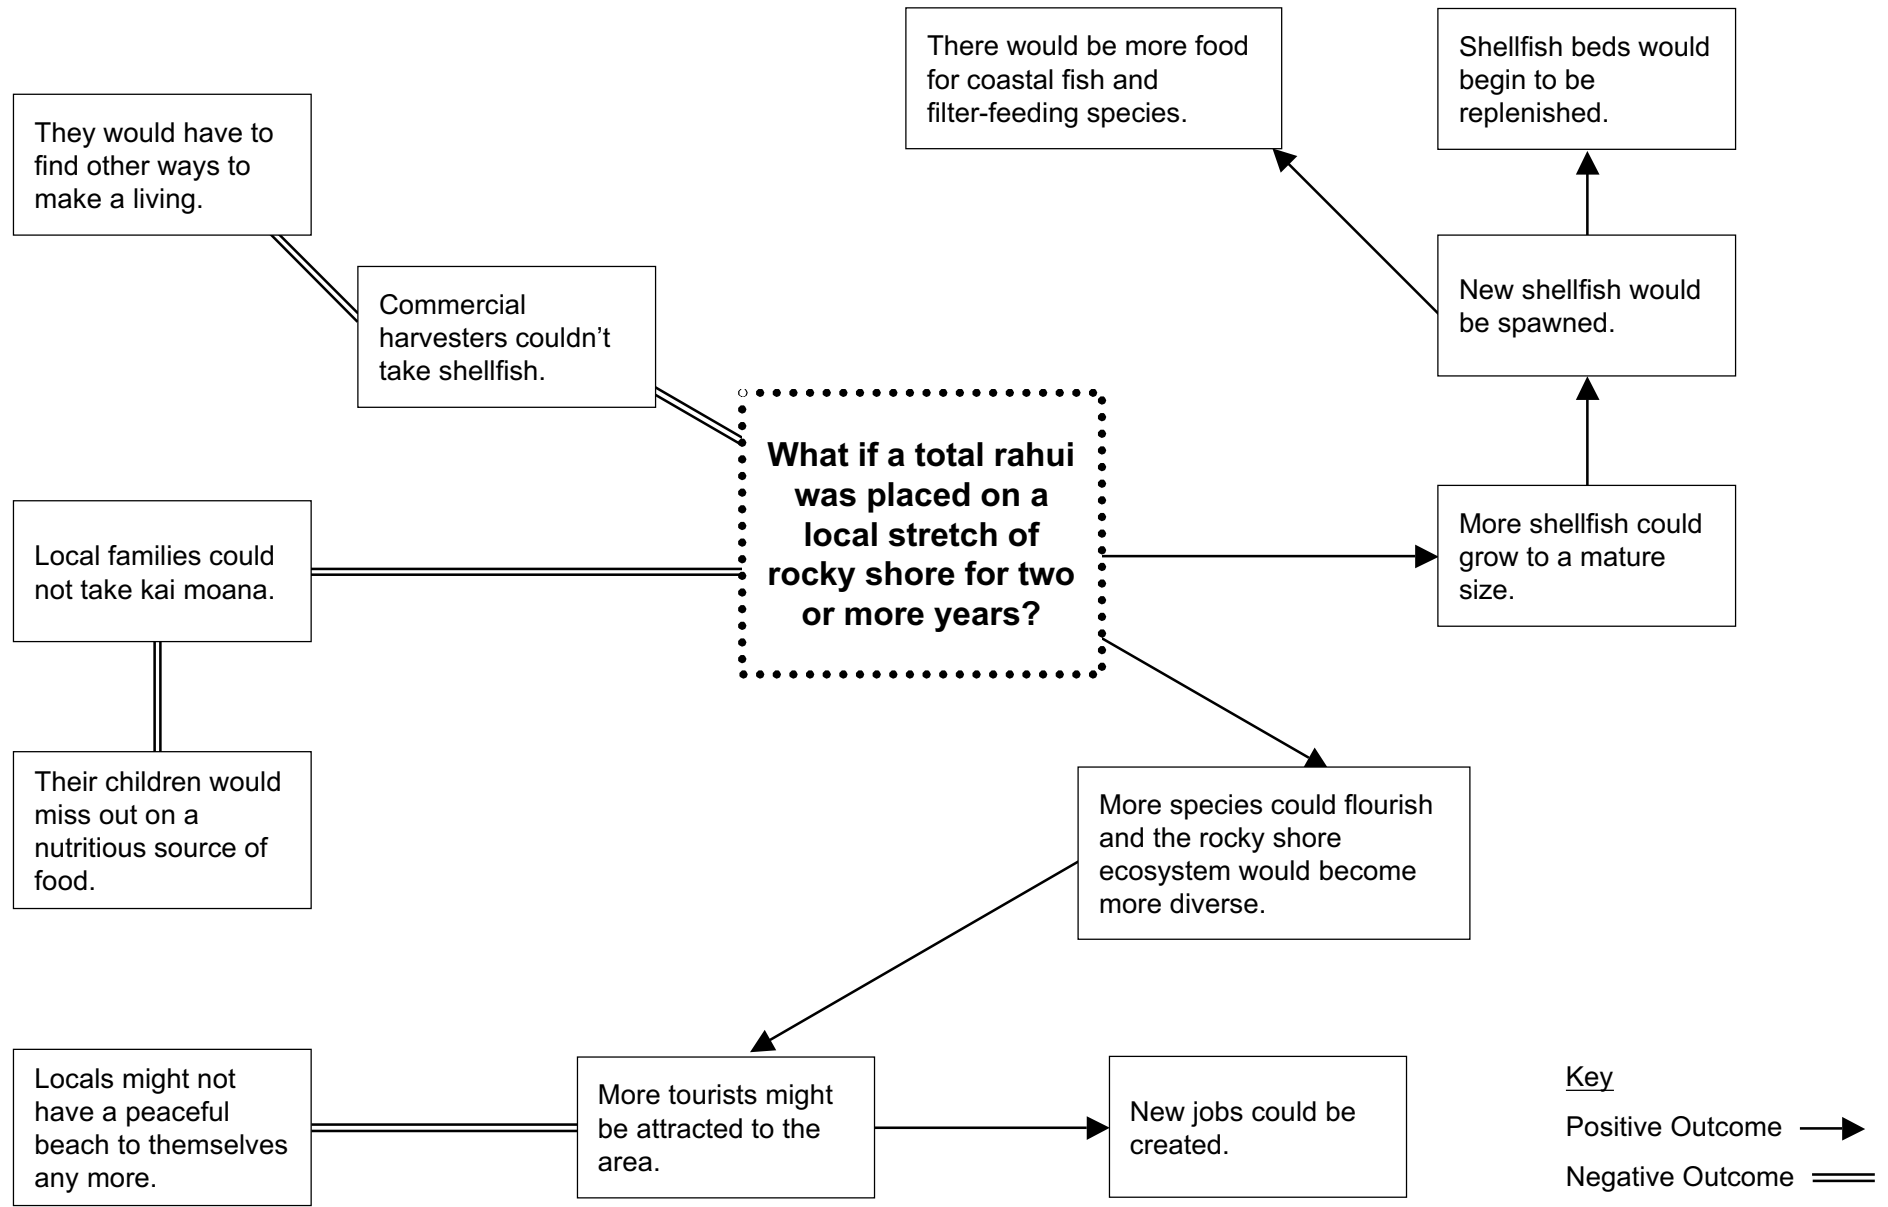 There would be more food
for coastal fish and
filter-feeding species.
Shellfish beds would
begin to be
replenished.
They would have to
find other ways to
make a living.
Commercial
harvesters couldn’t
take shellfish.
New shellfish would
be spawned.
What if a total rahui
was placed on a
local stretch of
rocky shore for two
or more years?
Local families could
not take kai moana.
More shellfish could
grow to a mature
size.
Their children would
miss out on a
nutritious source of
food.
More species could flourish
and the rocky shore
ecosystem would become
more diverse.
Locals might not
have a peaceful
beach to themselves
any more.
More tourists might
be attracted to the
area.
New jobs could be
created.
Key
Positive Outcome
Negative Outcome